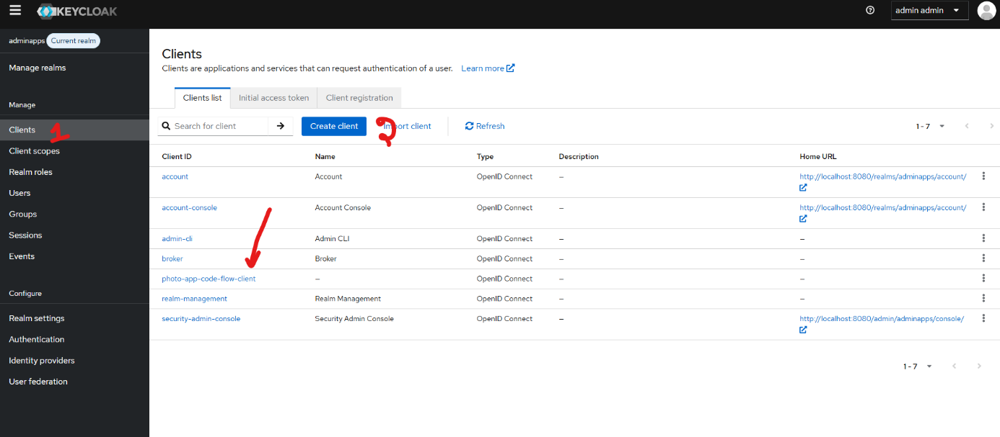 KEYCLOAK
admin admin
adminapps Current realm
Manage realms
Manage
Clients 1
Client scopes
Realm roles
Users
Groups
Sessions
Events
Configure
Realm settings
Authentication
Identity providers
User federation
Clients
Clients are applications and services that can request authentication of a user. Learn more
Clients list Initial access token Client registration
Search for client Create client 2 Import client Refresh 1 - 7
Client ID Name Type Description Home URL
account Account OpenID Connect – http://localhost:8080/realms/adminapps/account/
account-console Account Console OpenID Connect – http://localhost:8080/realms/adminapps/account/
admin-cli Admin CLI OpenID Connect – –
broker Broker OpenID Connect – –
photo-app-code-flow-client – OpenID Connect – –
realm-management Realm Management OpenID Connect – –
security-admin-console Security Admin Console OpenID Connect – http://localhost:8080/admin/adminapps/console/
1 - 7